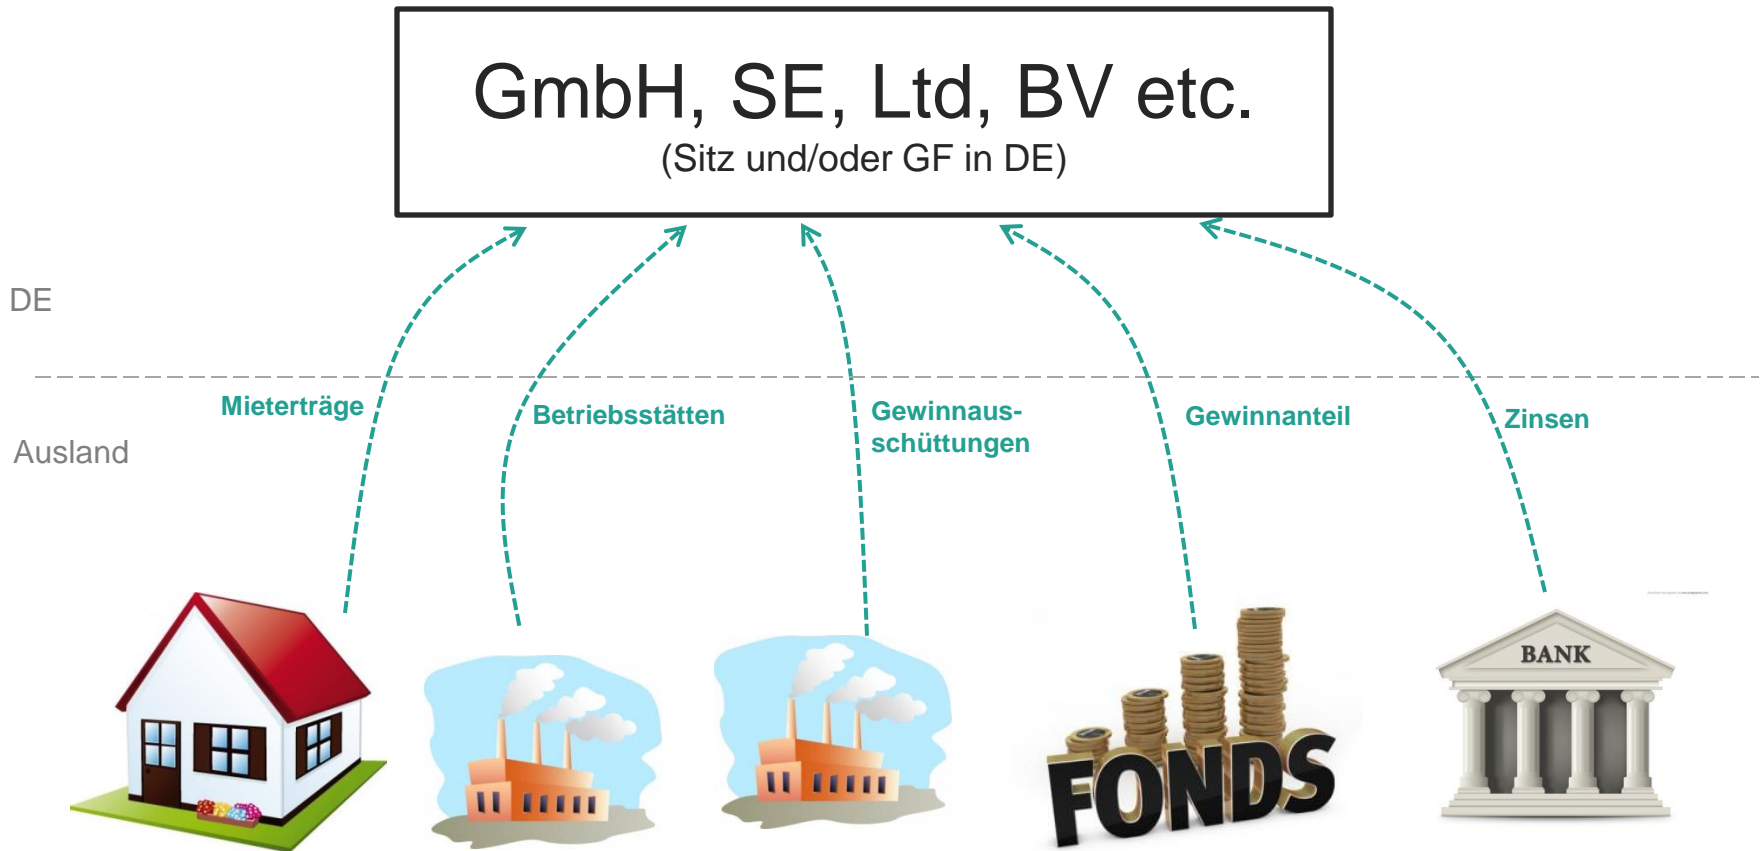 GmbH, SE, Ltd, BV etc.
(Sitz und/oder GF in DE)
DE
Mieterträge
Betriebsstätten
Gewinnaus-
schüttungen
Gewinnanteil
Zinsen
Ausland
FONDS
BANK